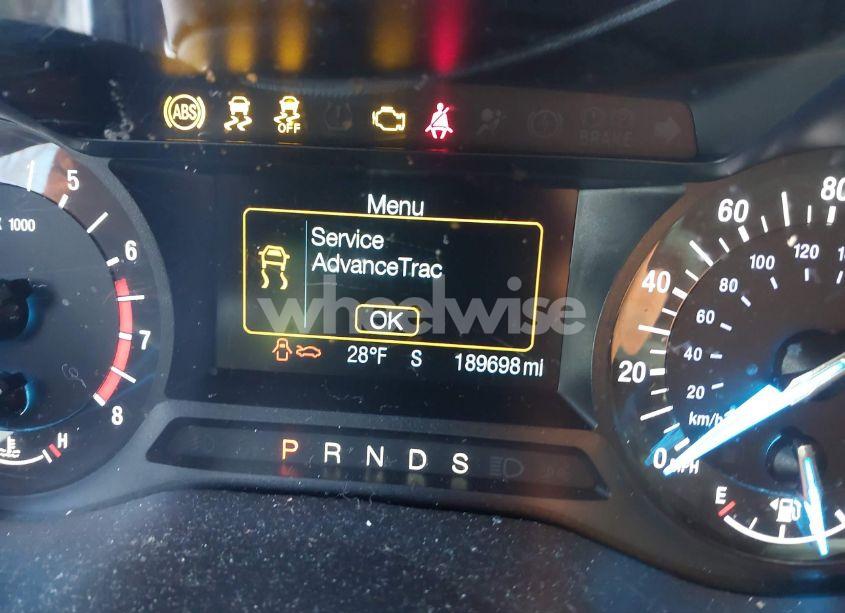 ABS
OFF
BRAKE
Menu
Service
AdvanceTrac
OK
28°F S 189698 mi
P R N D S
5
6
7
8
1000
H
0
20
40
60
80
20
40
60
80
100
120
km/h
MPH
E
wheelwise